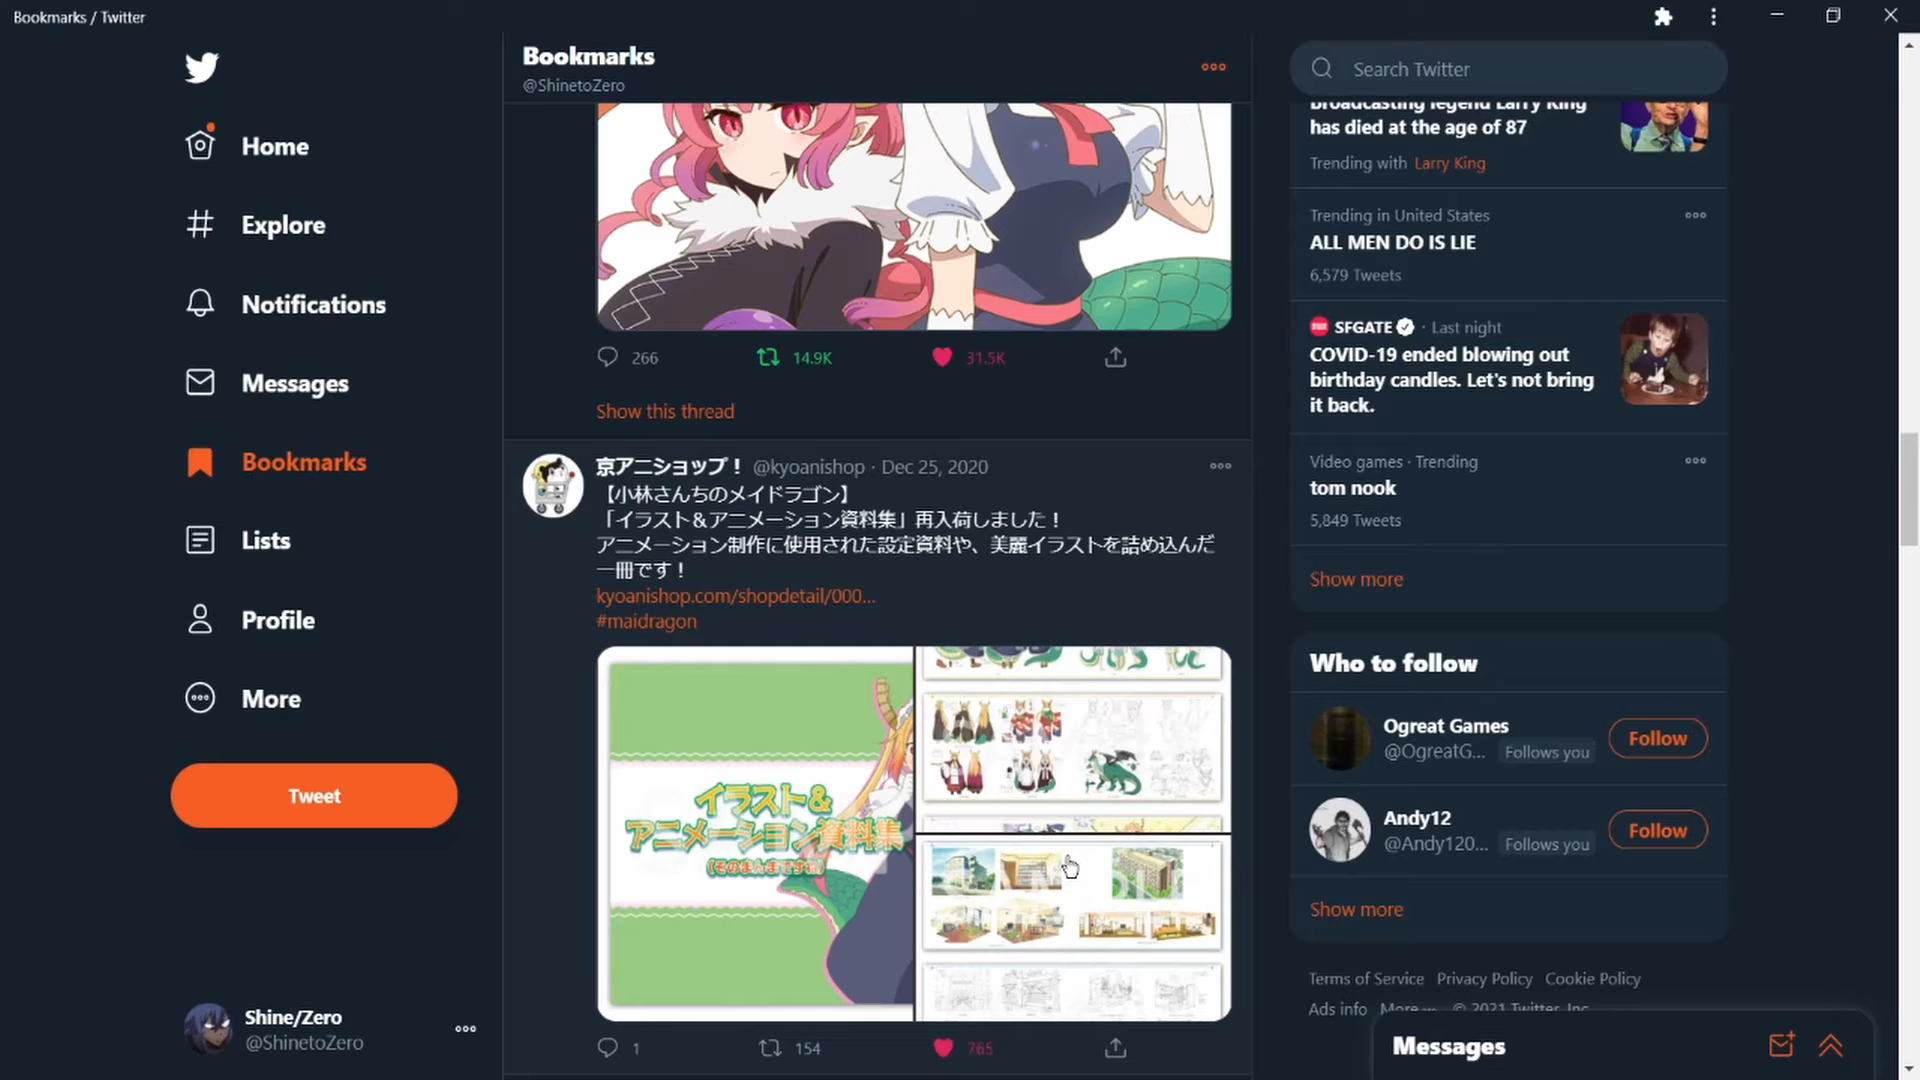 Bookmarks / Twitter
Home
Explore
Notifications
Messages
Bookmarks
Lists
Profile
More
Tweet
Shine/Zero
@ShinetoZero
Bookmarks
@ShinetoZero
266
14.9K
31.5K
Show this thread
京アニショップ！ @kyoanishop · Dec 25, 2020
【小林さんちのメイドラゴン】
「イラスト＆アニメーション資料集」再入荷しました！
アニメーション制作に使用された設定資料や、美麗イラストを詰め込んだ
一冊です！
kyoanishop.com/shopdetail/000…
#maidragon
イラスト&
アニメーション資料集
1
154
765
Search Twitter
Broadcasting legend Larry King
has died at the age of 87
Trending with Larry King
Trending in United States
ALL MEN DO IS LIE
6,579 Tweets
SFGATE · Last night
COVID-19 ended blowing out
birthday candles. Let's not bring
it back.
Video games · Trending
tom nook
5,849 Tweets
Show more
Who to follow
Ogreat Games
@OgreatG... Follows you
Follow
Andy12
@Andy120... Follows you
Follow
Show more
Terms of Service Privacy Policy Cookie Policy
Ads info More © 2021 Twitter, Inc.
Messages